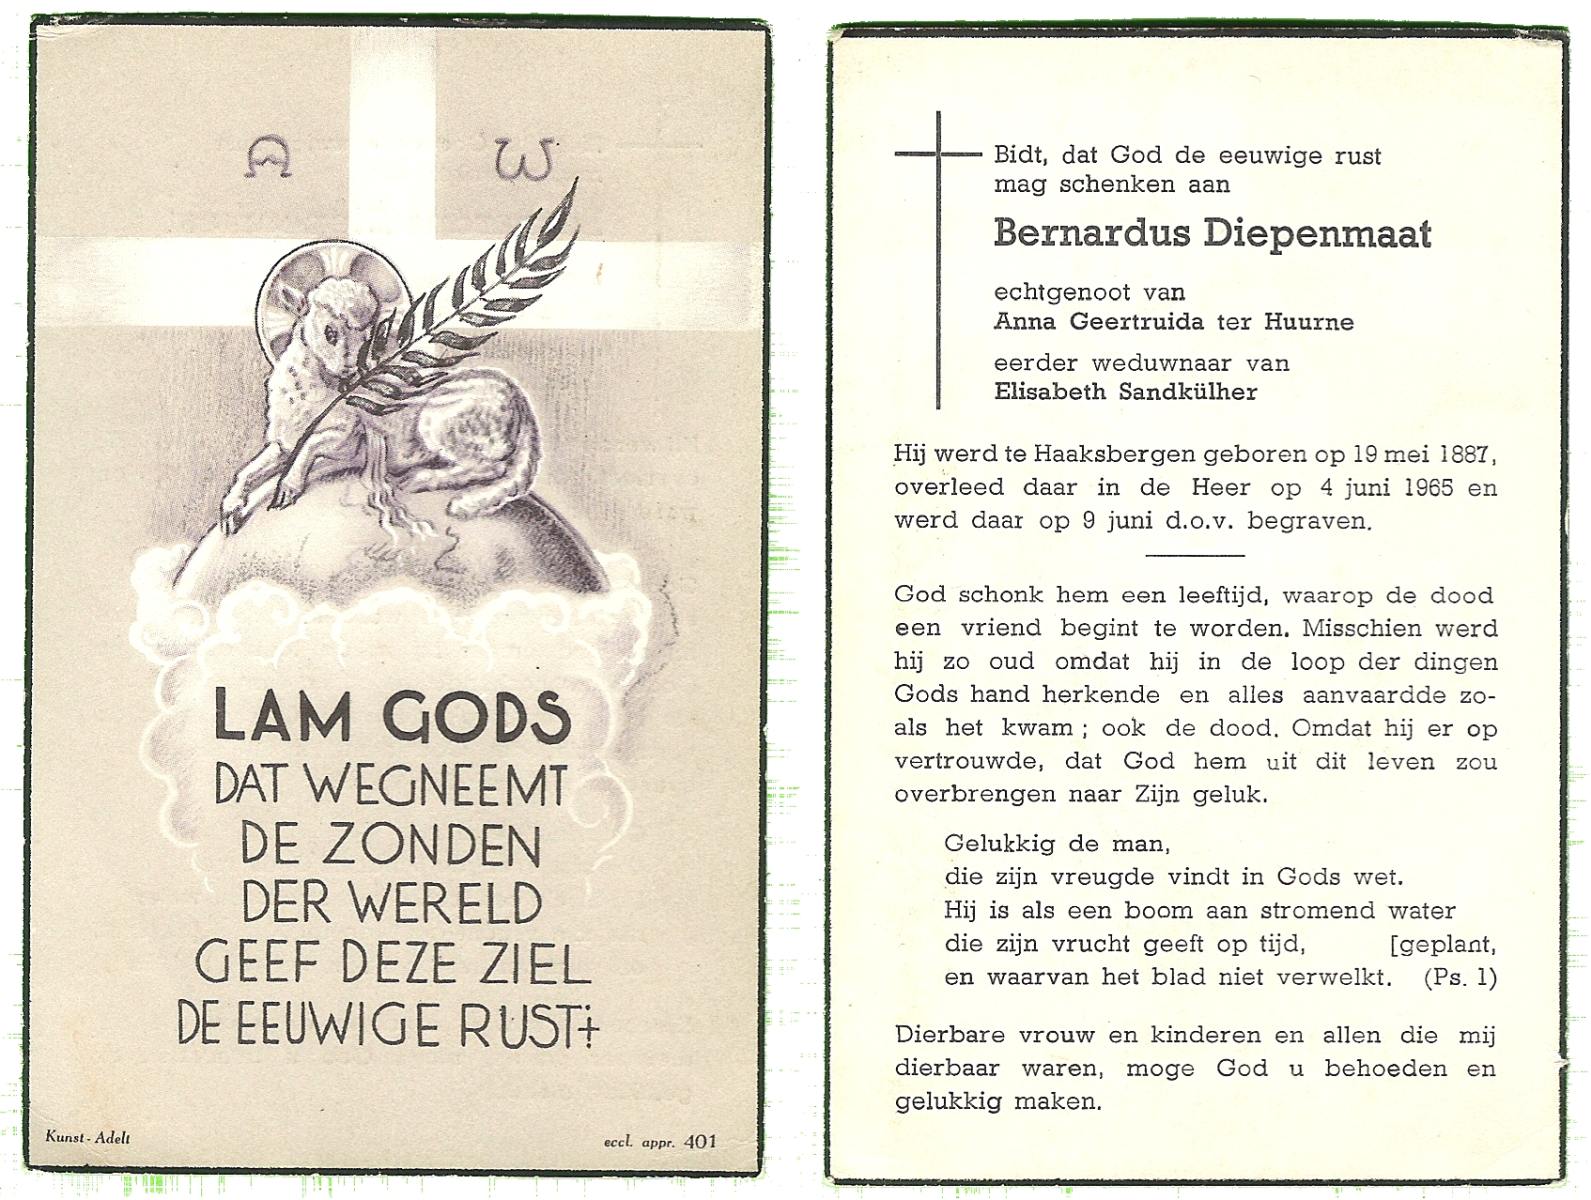 Α ω
LAM GODS
DAT WEGNEEMT
DE ZONDEN
DER WERELD
GEEF DEZE ZIEL
DE EEUWIGE RUST
Kunst-Adelt
eccl. appr. 401
Bidt, dat God de eeuwige rust
mag schenken aan
Bernardus Diepenmaat
echtgenoot van
Anna Geertruida ter Huurne
eerder weduwnaar van
Elisabeth Sandkülher
Hij werd te Haaksbergen geboren op 19 mei 1887,
overleed daar in de Heer op 4 juni 1965 en
werd daar op 9 juni d.o.v. begraven.
God schonk hem een leeftijd, waarop de dood
een vriend begint te worden. Misschien werd
hij zo oud omdat hij in de loop der dingen
Gods hand herkende en alles aanvaardde zo-
als het kwam ; ook de dood. Omdat hij er op
vertrouwde, dat God hem uit dit leven zou
overbrengen naar Zijn geluk.
Gelukkig de man,
die zijn vreugde vindt in Gods wet.
Hij is als een boom aan stromend water
die zijn vrucht geeft op tijd, [geplant,
en waarvan het blad niet verwelkt. (Ps. 1)
Dierbare vrouw en kinderen en allen die mij
dierbaar waren, moge God u behoeden en
gelukkig maken.